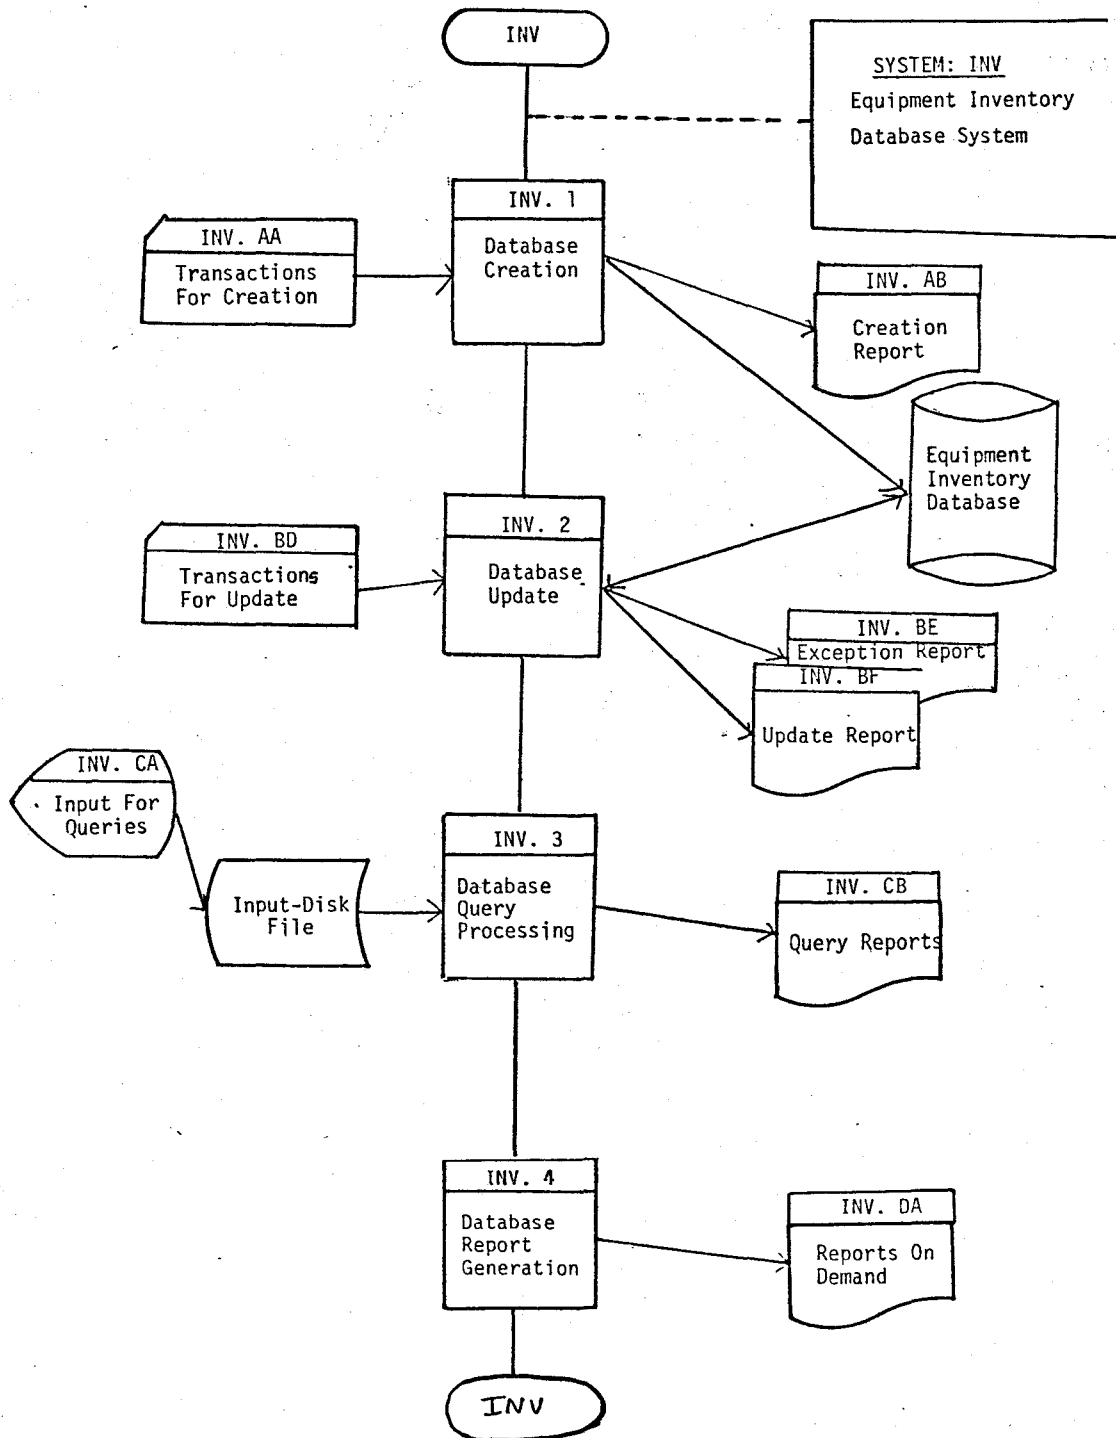 INV
SYSTEM: INV
Equipment Inventory
Database System
INV. 1
Database
Creation
INV. AA
Transactions
For Creation
INV. AB
Creation
Report
Equipment
Inventory
Database
INV. 2
Database
Update
INV. BD
Transactions
For Update
INV. BE
Exception Report
INV. BF
Update Report
INV. CA
Input For
Queries
Input-Disk
File
INV. 3
Database
Query
Processing
INV. CB
Query Reports
INV. 4
Database
Report
Generation
INV. DA
Reports On
Demand
INV